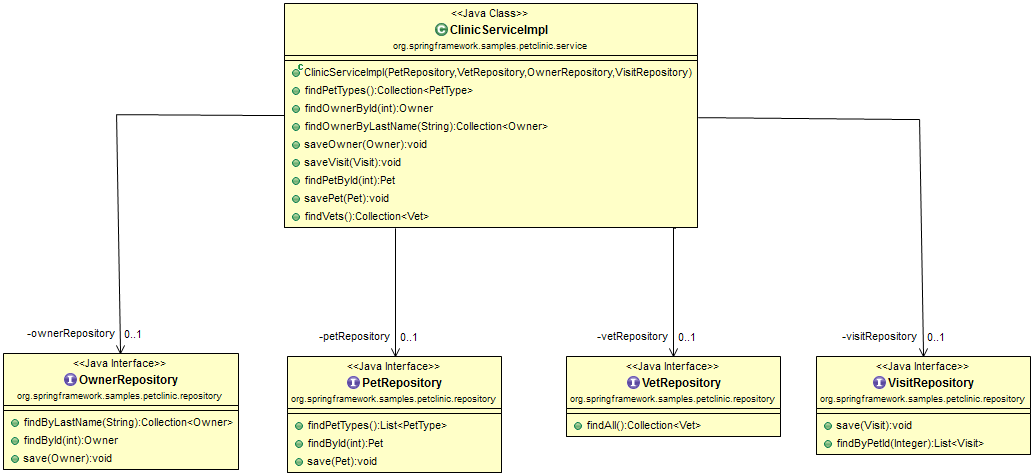 <<Java Class>>
ClinicServiceImpl
org.springframework.samples.petclinic.service
ClinicServiceImpl(PetRepository,VetRepository,OwnerRepository,VisitRepository)
findPetTypes():Collection<PetType>
findOwnerById(int):Owner
findOwnerByLastName(String):Collection<Owner>
saveOwner(Owner):void
saveVisit(Visit):void
findPetById(int):Pet
savePet(Pet):void
findVets():Collection<Vet>
-ownerRepository 0..1
-petRepository 0..1
-vetRepository 0..1
-visitRepository 0..1
<<Java Interface>>
OwnerRepository
org.springframework.samples.petclinic.repository
findByLastName(String):Collection<Owner>
findById(int):Owner
save(Owner):void
<<Java Interface>>
PetRepository
org.springframework.samples.petclinic.repository
findPetTypes():List<PetType>
findById(int):Pet
save(Pet):void
<<Java Interface>>
VetRepository
org.springframework.samples.petclinic.repository
findAll():Collection<Vet>
<<Java Interface>>
VisitRepository
org.springframework.samples.petclinic.repository
save(Visit):void
findByPetId(Integer):List<Visit>